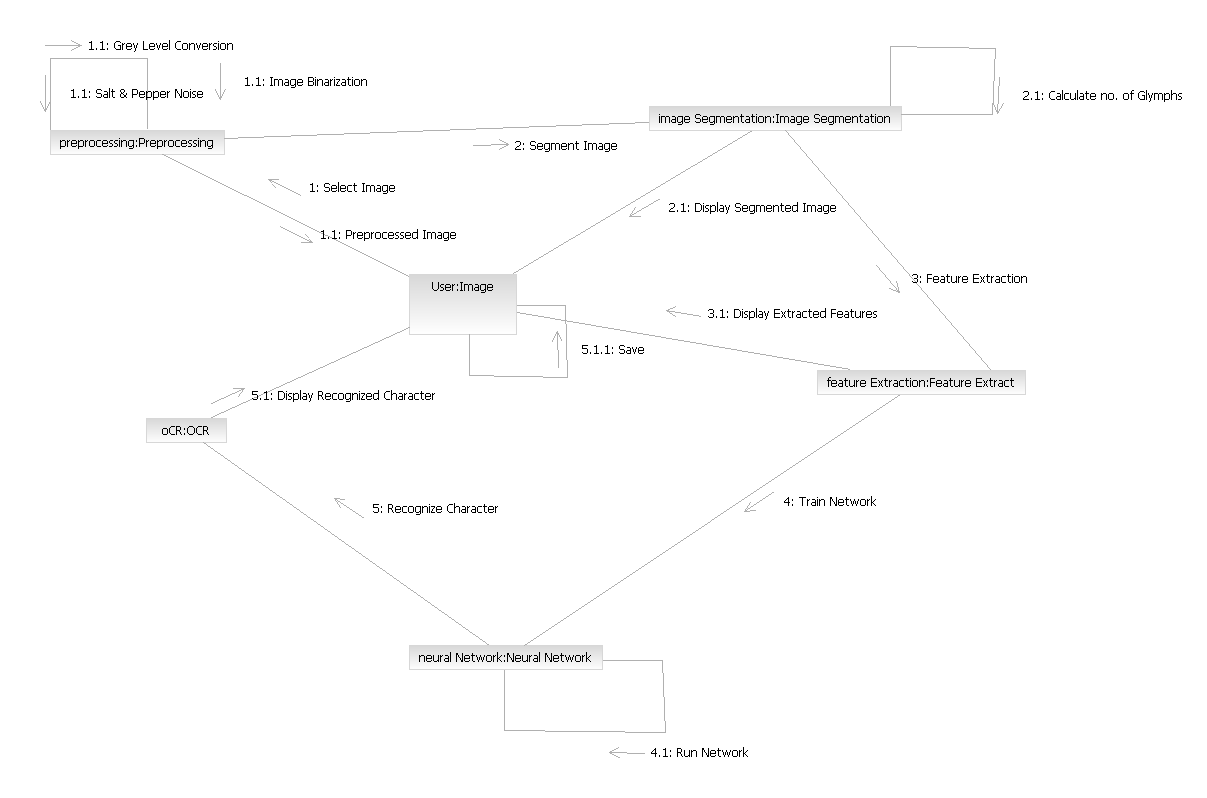 1.1: Grey Level Conversion
1.1: Image Binarization
1.1: Salt & Pepper Noise
2.1: Calculate no. of Glymphs
image Segmentation:Image Segmentation
preprocessing:Preprocessing
2: Segment Image
1: Select Image
2.1: Display Segmented Image
1.1: Preprocessed Image
3: Feature Extraction
User:Image
3.1: Display Extracted Features
5.1.1: Save
feature Extraction:Feature Extract
5.1: Display Recognized Character
oCR:OCR
4: Train Network
5: Recognize Character
neural Network:Neural Network
4.1: Run Network